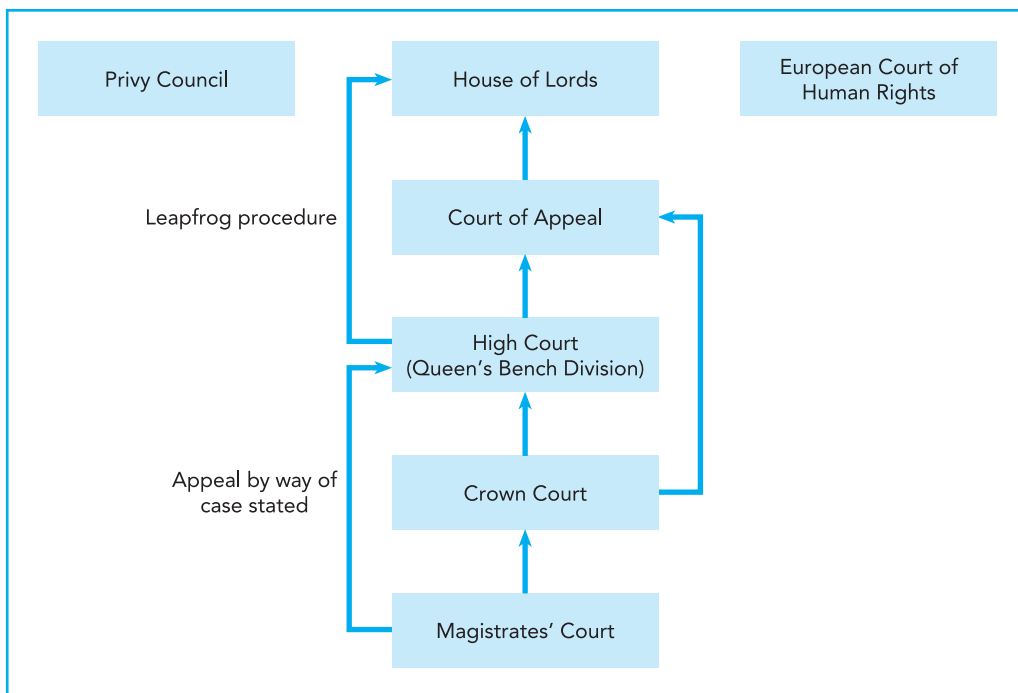 Privy Council
House of Lords
European Court of
Human Rights
Leapfrog procedure
Court of Appeal
High Court
(Queen’s Bench Division)
Appeal by way of
case stated
Crown Court
Magistrates’ Court